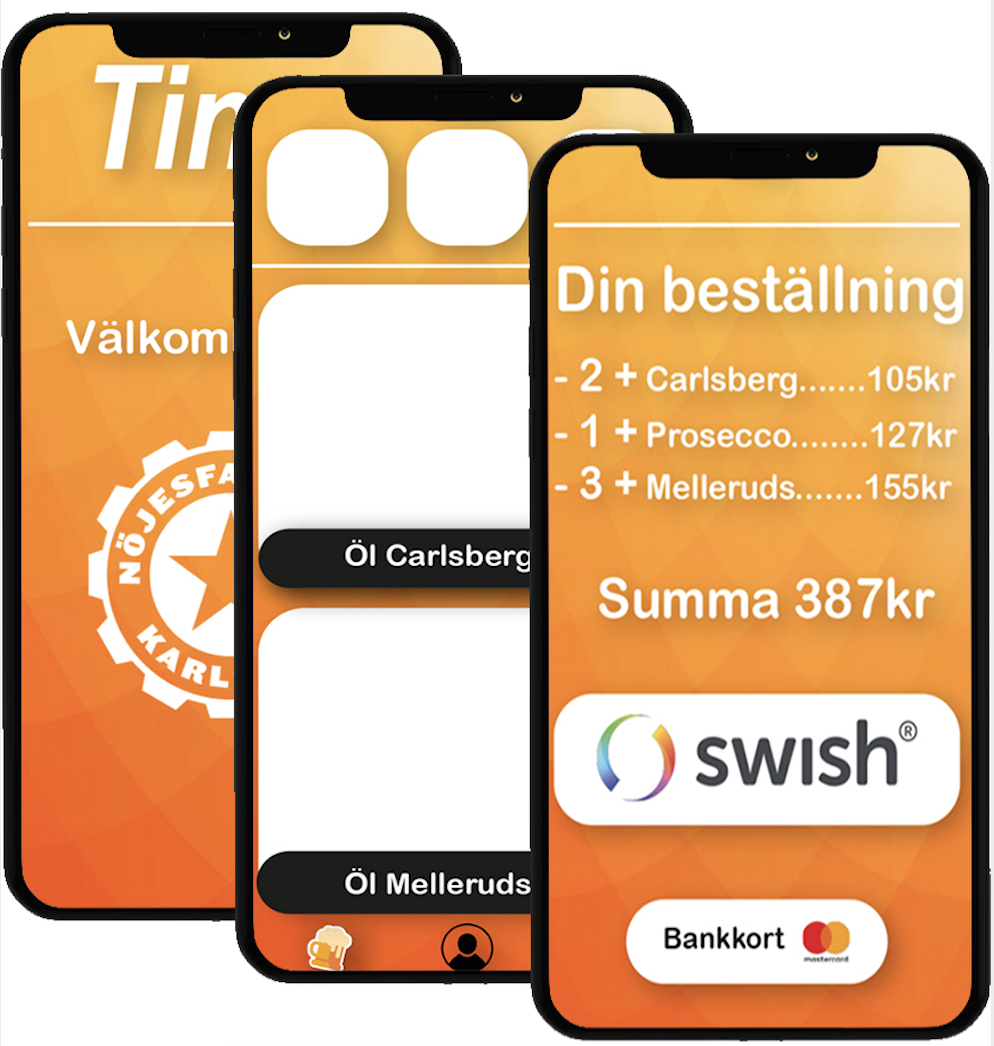 Tim
Välkom
NÖJESFA
KARL
Öl Carlsberg
Öl Melleruds
Din beställning
- 2 + Carlsberg.......105kr
- 1 + Prosecco........127kr
- 3 + Melleruds.......155kr
Summa 387kr
swish®
Bankkort
mastercard